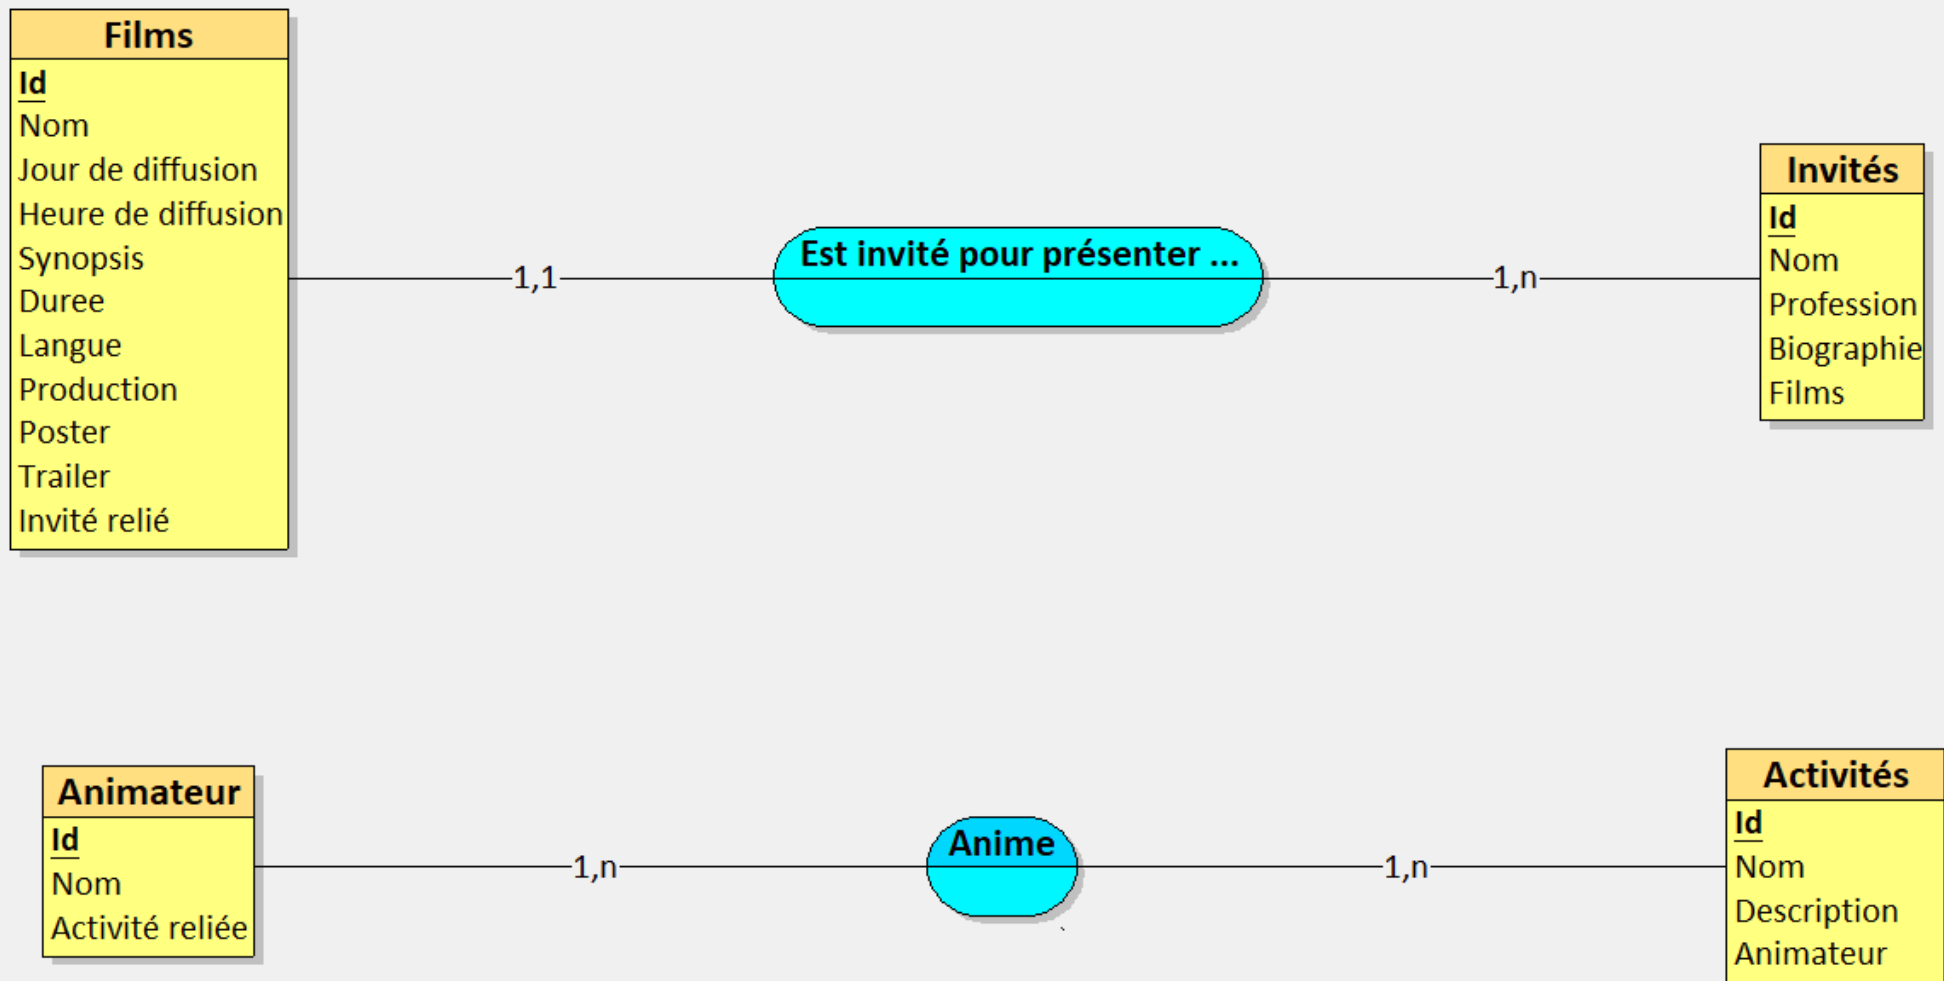 Films
Id
Nom
Jour de diffusion
Heure de diffusion
Synopsis
Duree
Langue
Production
Poster
Trailer
Invité relié
1,1
Est invité pour présenter ...
1,n
Invités
Id
Nom
Profession
Biographie
Films
Animateur
Id
Nom
Activité reliée
1,n
Anime
1,n
Activités
Id
Nom
Description
Animateur